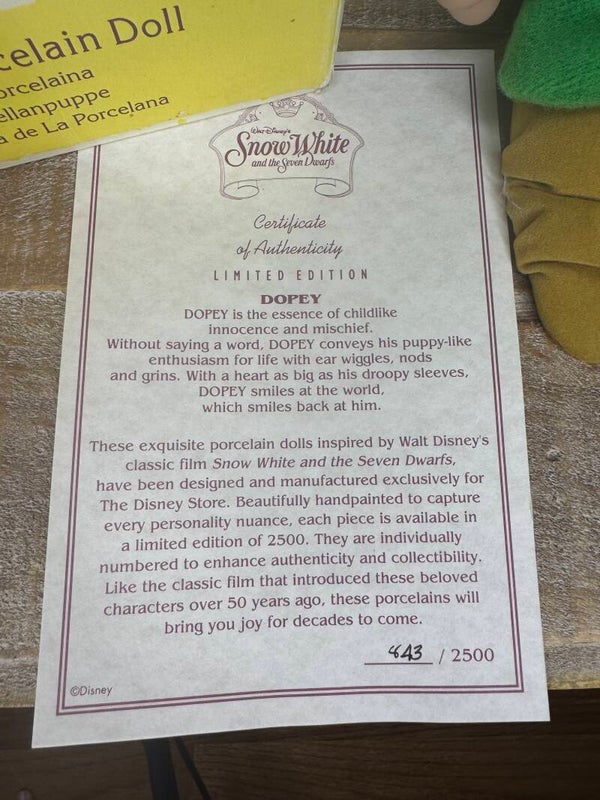 celain Doll
orcelaina
ellanpuppe
a de La Porcelana
Walt Disney's
Snow White
and the Seven Dwarfs
Certificate
of Authenticity
LIMITED EDITION
DOPEY
DOPEY is the essence of childlike
innocence and mischief.
Without saying a word, DOPEY conveys his puppy-like
enthusiasm for life with ear wiggles, nods
and grins. With a heart as big as his droopy sleeves,
DOPEY smiles at the world,
which smiles back at him.
These exquisite porcelain dolls inspired by Walt Disney's
classic film Snow White and the Seven Dwarfs,
have been designed and manufactured exclusively for
The Disney Store. Beautifully handpainted to capture
every personality nuance, each piece is available in
a limited edition of 2500. They are individually
numbered to enhance authenticity and collectibility.
Like the classic film that introduced these beloved
characters over 50 years ago, these porcelains will
bring you joy for decades to come.
843 / 2500
©Disney